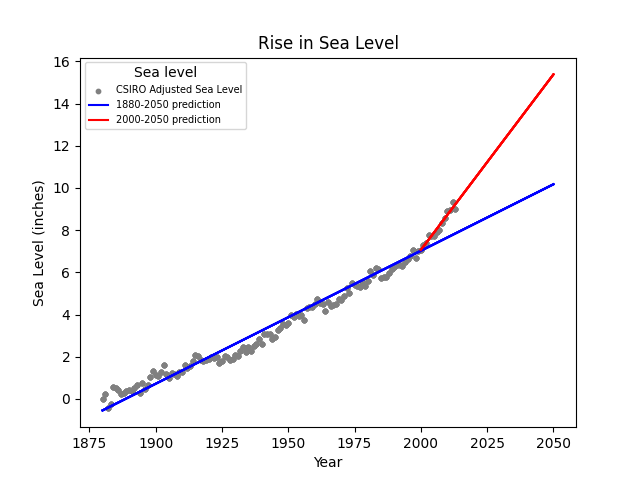 Rise in Sea Level
Sea level
CSIRO Adjusted Sea Level
1880-2050 prediction
2000-2050 prediction
16
14
12
10
8
6
4
2
0
Sea Level (inches)
1875 1900 1925 1950 1975 2000 2025 2050
Year